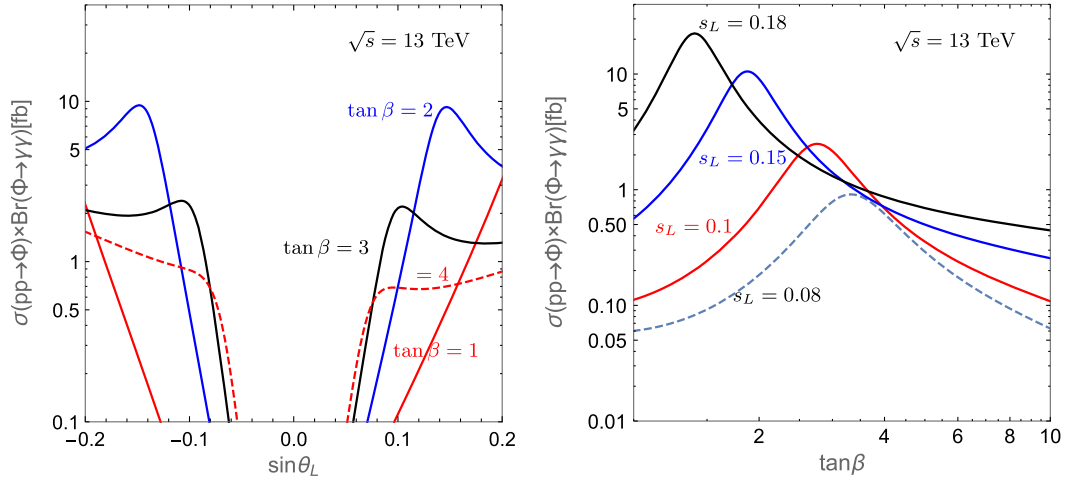 √s = 13 TeV
tan β = 2
tan β = 3
= 4
tan β = 1
σ(pp→Φ)×Br(Φ→γγ)[fb]
10
5
1
0.5
0.1
−0.2
−0.1
0.0
0.1
0.2
sinθ_L
√s = 13 TeV
s_L = 0.18
s_L = 0.15
s_L = 0.1
s_L = 0.08
σ(pp→Φ)×Br(Φ→γγ)[fb]
10
5
1
0.50
0.10
0.05
0.01
2
4
6
8
10
tanβ